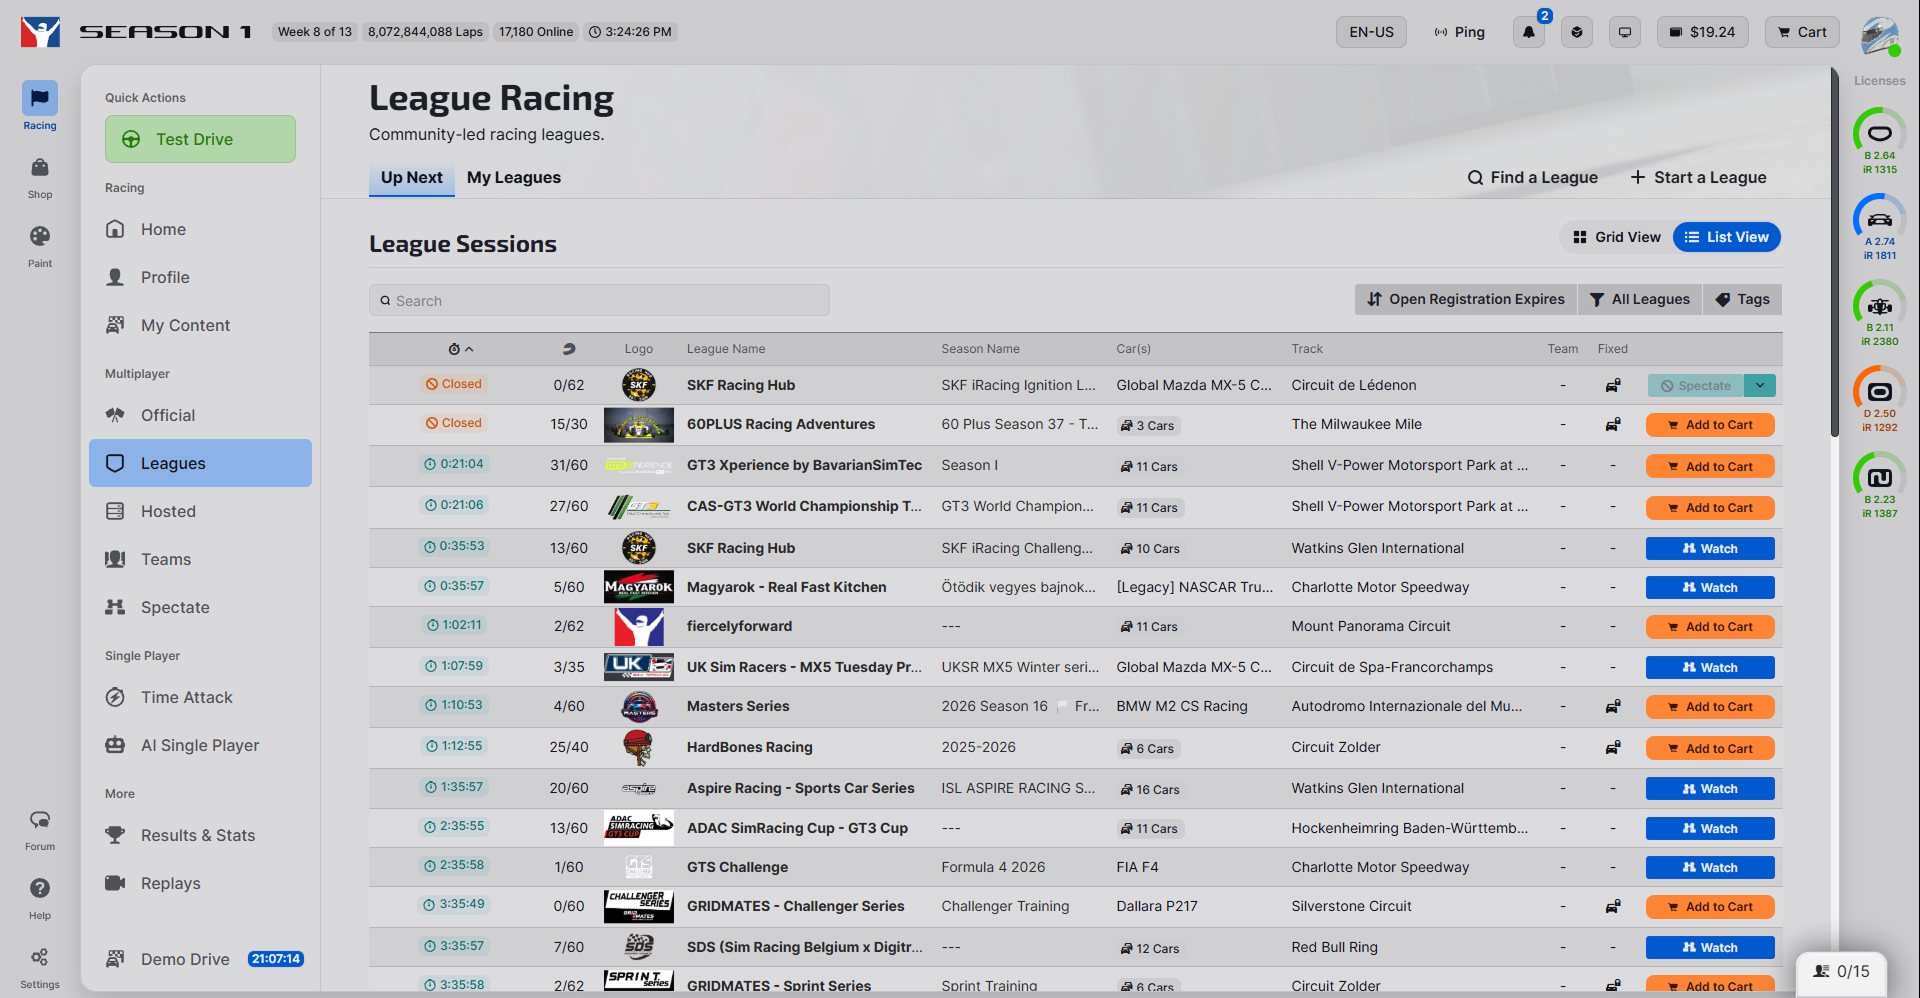 SEASON 1
Week 8 of 13
8,072,844,088 Laps
17,180 Online
3:24:26 PM
EN-US
Ping
2
$19.24
Cart
Racing
Shop
Paint
Forum
Help
Settings
Quick Actions
Test Drive
Racing
Home
Profile
My Content
Multiplayer
Official
Leagues
Hosted
Teams
Spectate
Single Player
Time Attack
AI Single Player
More
Results & Stats
Replays
Demo Drive 21:07:14
League Racing
Community-led racing leagues.
Up Next
My Leagues
Find a League
Start a League
League Sessions
Grid View
List View
Search
Open Registration Expires
All Leagues
Tags
Logo League Name Season Name Car(s) Track Team Fixed
Closed 0/62 SKF SKF Racing Hub SKF iRacing Ignition L... Global Mazda MX-5 C... Circuit de Lédenon - Spectate
Closed 15/30 60PLUS Racing Adventures 60 Plus Season 37 - T... 3 Cars The Milwaukee Mile - Add to Cart
0:21:04 31/60 GT3 Xperience by BavarianSimTec Season I 11 Cars Shell V-Power Motorsport Park at ... - - Add to Cart
0:21:06 27/60 GT3 CAS-GT3 World Championship T... GT3 World Champion... 11 Cars Shell V-Power Motorsport Park at ... - - Add to Cart
0:35:53 13/60 SKF SKF Racing Hub SKF iRacing Challeng... 10 Cars Watkins Glen International - - Watch
0:35:57 5/60 MAGYAROK REAL FAST KITCHEN Magyarok - Real Fast Kitchen Ötödik vegyes bajnok... [Legacy] NASCAR Tru... Charlotte Motor Speedway - - Watch
1:02:11 2/62 fiercelyforward --- 11 Cars Mount Panorama Circuit - - Add to Cart
1:07:59 3/35 UK UK Sim Racers - MX5 Tuesday Pr... UKSR MX5 Winter seri... Global Mazda MX-5 C... Circuit de Spa-Francorchamps - - Watch
1:10:53 4/60 MASTERS Masters Series 2026 Season 16 Fr... BMW M2 CS Racing Autodromo Internazionale del Mu... - Add to Cart
1:12:55 25/40 HardBones Racing 2025-2026 6 Cars Circuit Zolder - Add to Cart
1:35:57 20/60 aspire Aspire Racing - Sports Car Series ISL ASPIRE RACING S... 16 Cars Watkins Glen International - - Watch
2:35:55 13/60 ADAC SIMRACING GT3 CUP ADAC SimRacing Cup - GT3 Cup --- 11 Cars Hockenheimring Baden-Württemb... - - Watch
2:35:58 1/60 GTS Challenge Formula 4 2026 FIA F4 Charlotte Motor Speedway - - Watch
3:35:49 0/60 CHALLENGER SERIES GRIDMATES GRIDMATES - Challenger Series Challenger Training Dallara P217 Silverstone Circuit - Add to Cart
3:35:57 7/60 SDS SDS (Sim Racing Belgium x Digitr... --- 12 Cars Red Bull Ring - - Watch
3:35:58 2/62 SPRINT series GRIDMATES - Sprint Series Sprint Training 6 Cars Circuit Zolder - Add to Cart
Licenses
B 2.64
iR 1315
A 2.74
iR 1811
B 2.11
iR 2380
D 2.50
iR 1292
B 2.23
iR 1387
0/15